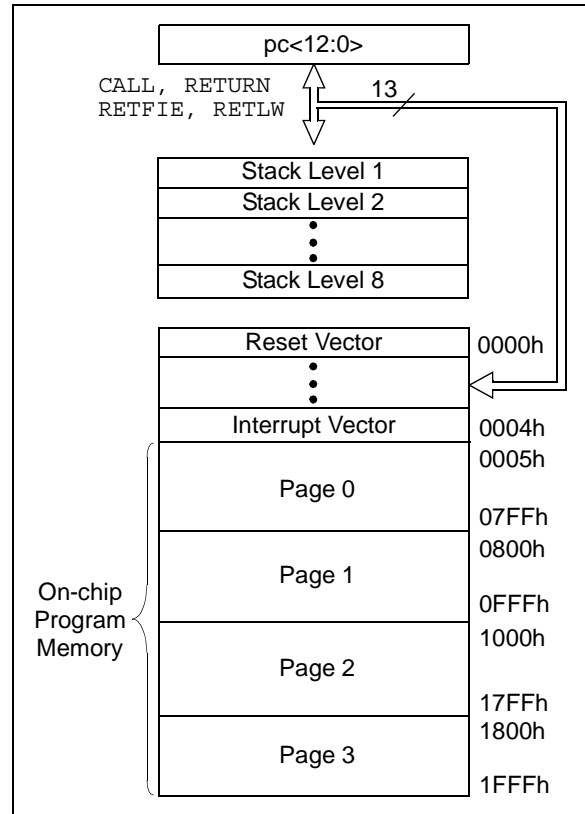 pc<12:0>
CALL, RETURN
RETFIE, RETLW
13
Stack Level 1
Stack Level 2
Stack Level 8
Reset Vector
0000h
Interrupt Vector
0004h
0005h
Page 0
07FFh
0800h
Page 1
0FFFh
On-chip
Program
Memory
1000h
Page 2
17FFh
1800h
Page 3
1FFFh